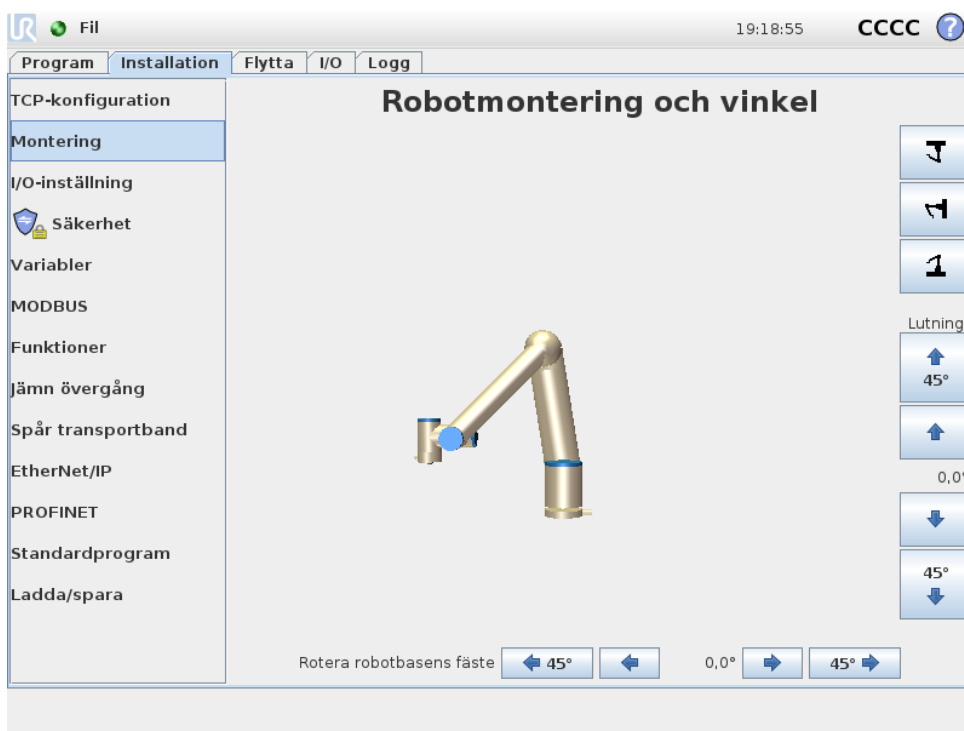 UR Fil 19:18:55 CCCC ?
Program Installation Flytta I/O Logg
TCP-konfiguration
Montering
I/O-inställning
Säkerhet
Variabler
MODBUS
Funktioner
Jämn övergång
Spår transportband
EtherNet/IP
PROFINET
Standardprogram
Ladda/spara
Robotmontering och vinkel
Lutning
45°
0,0°
45°
Rotera robotbasens fäste 45° 0,0° 45°